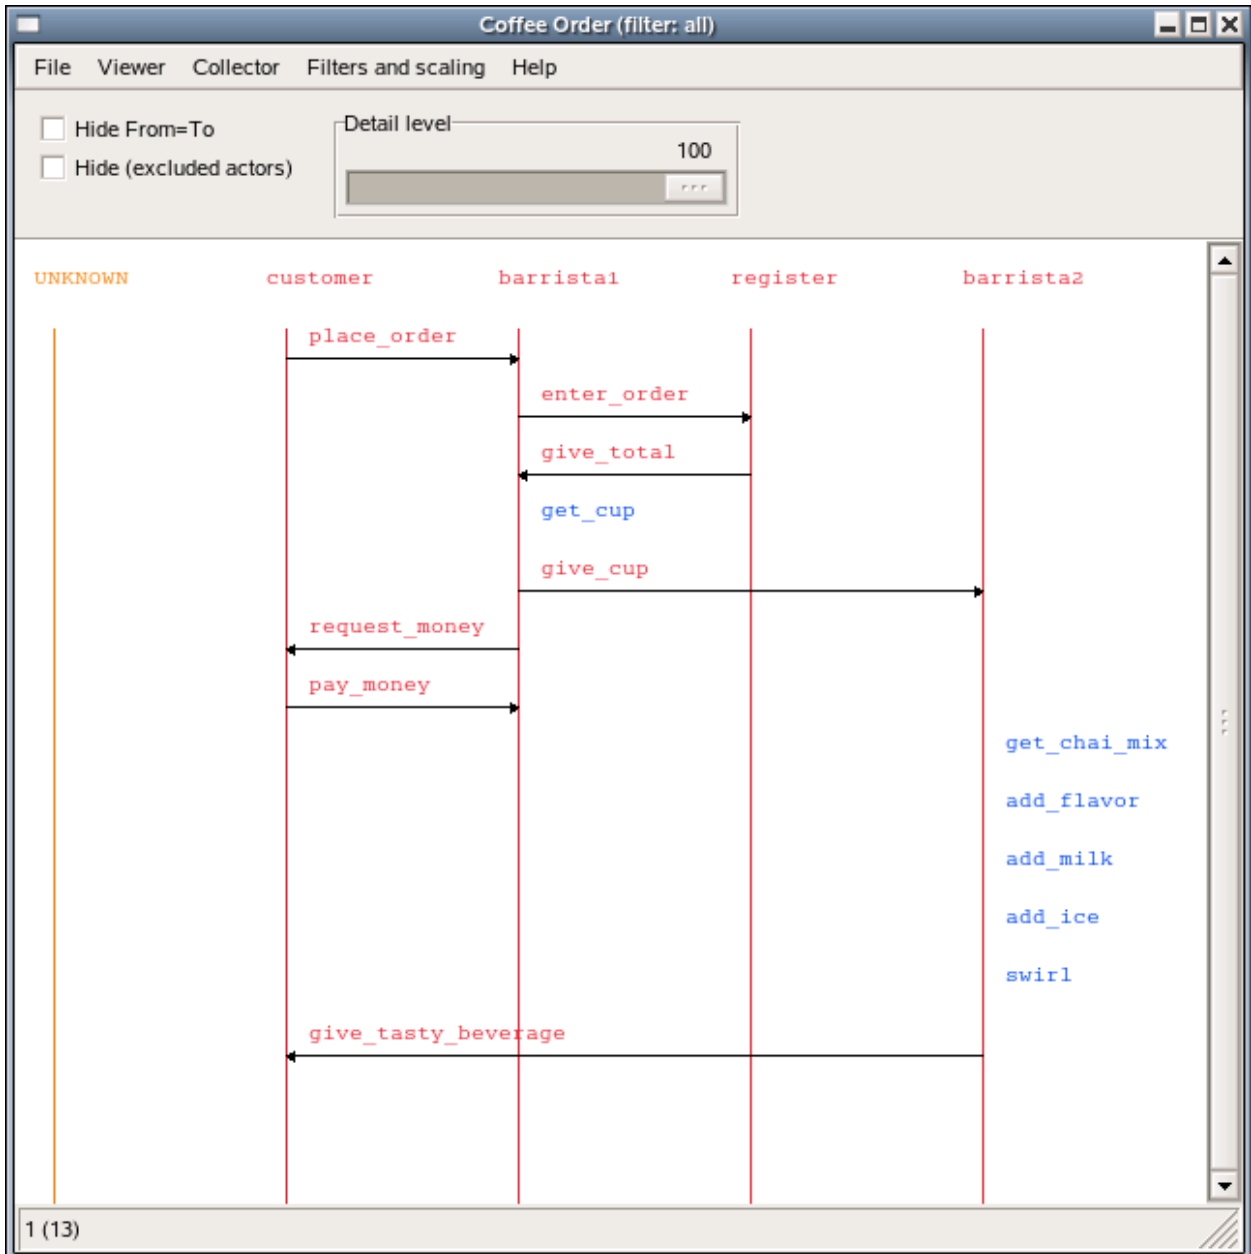 Coffee Order (filter: all)
File Viewer Collector Filters and scaling Help
Hide From=To
Hide (excluded actors)
Detail level
100
UNKNOWN customer barrista1 register barrista2
place_order
enter_order
give_total
get_cup
give_cup
request_money
pay_money
get_chai_mix
add_flavor
add_milk
add_ice
swirl
give_tasty_beverage
1 (13)